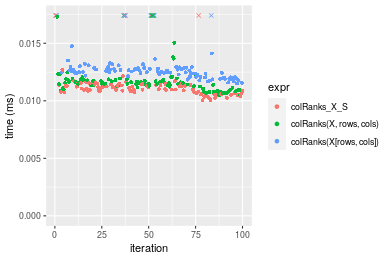 0.015
0.010
0.005
0.000
time (ms)
0
25
50
75
100
iteration
expr
colRanks_X_S
colRanks(X, rows, cols)
colRanks(X[rows, cols])